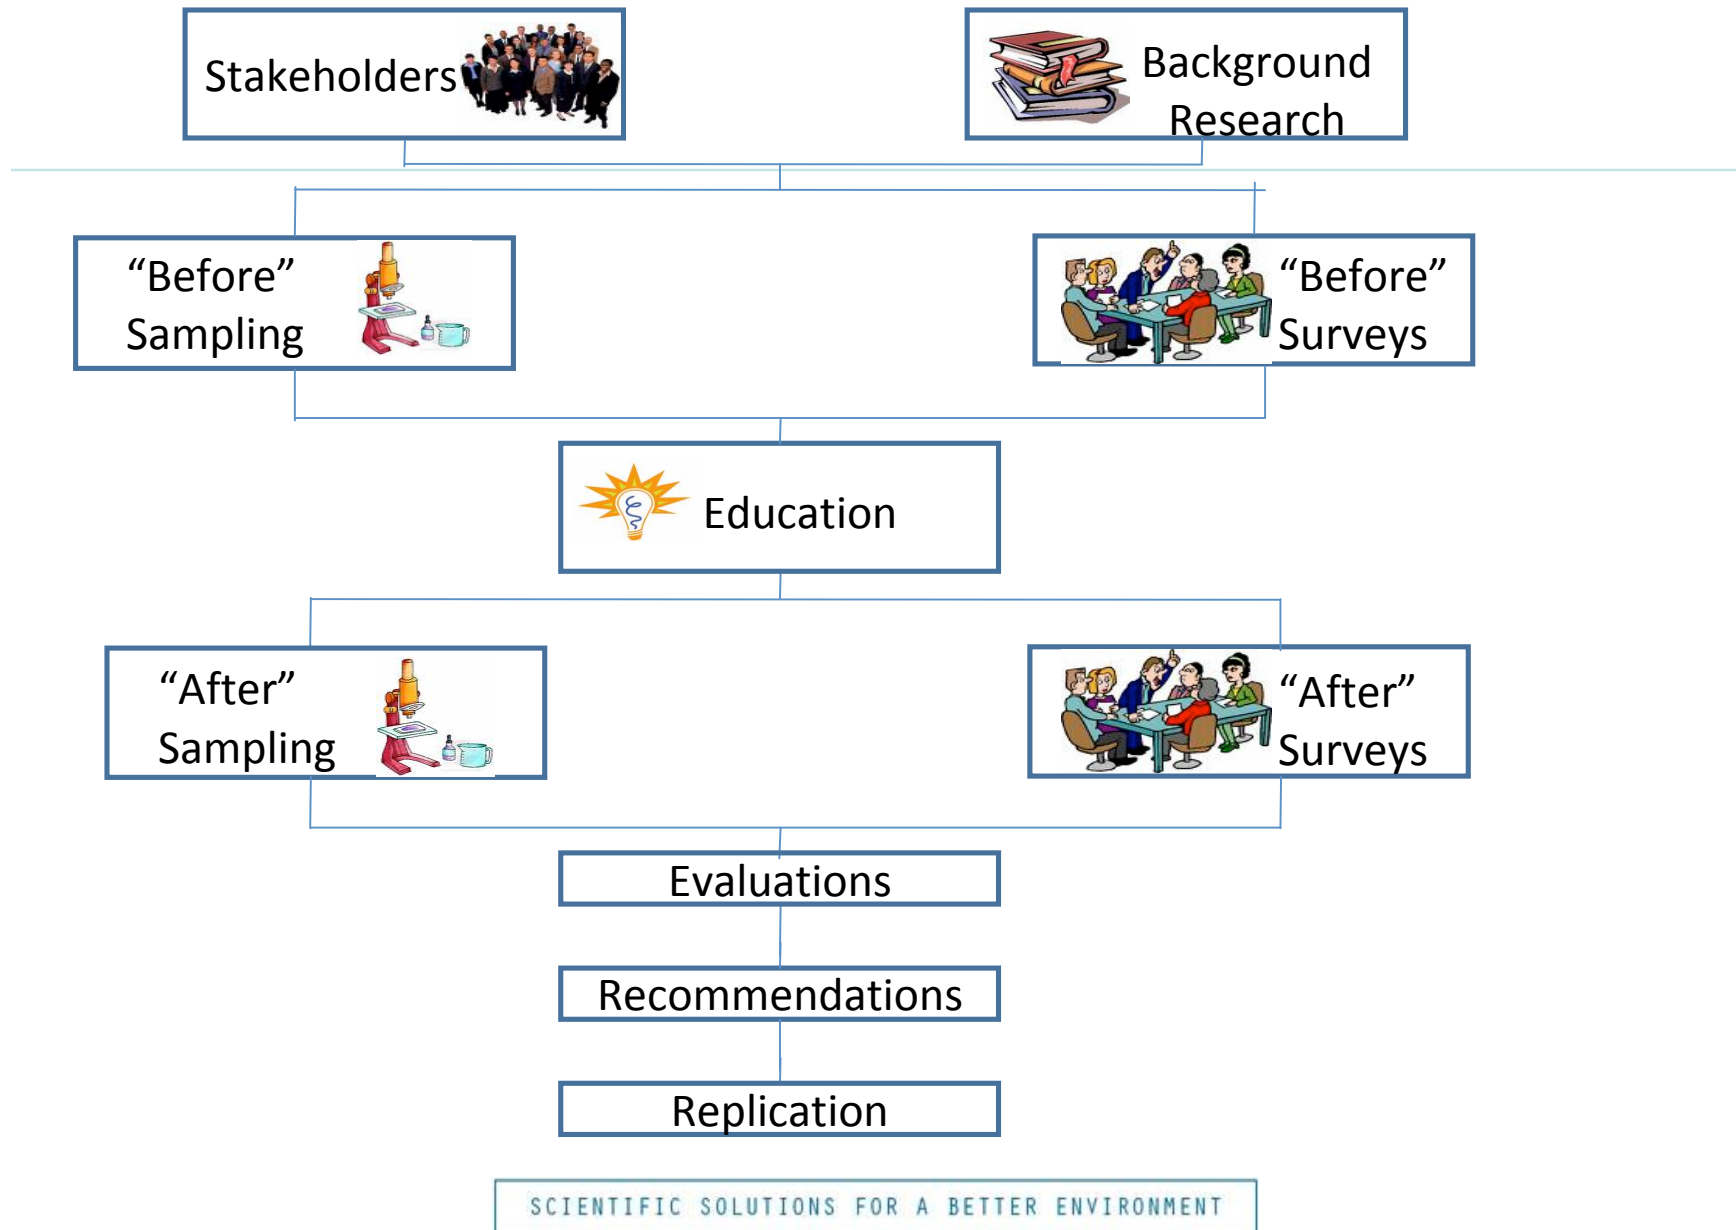 Stakeholders
Background
Research
“Before”
Sampling
“Before”
Surveys
Education
“After”
Sampling
“After”
Surveys
Evaluations
Recommendations
Replication
SCIENTIFIC SOLUTIONS FOR A BETTER ENVIRONMENT